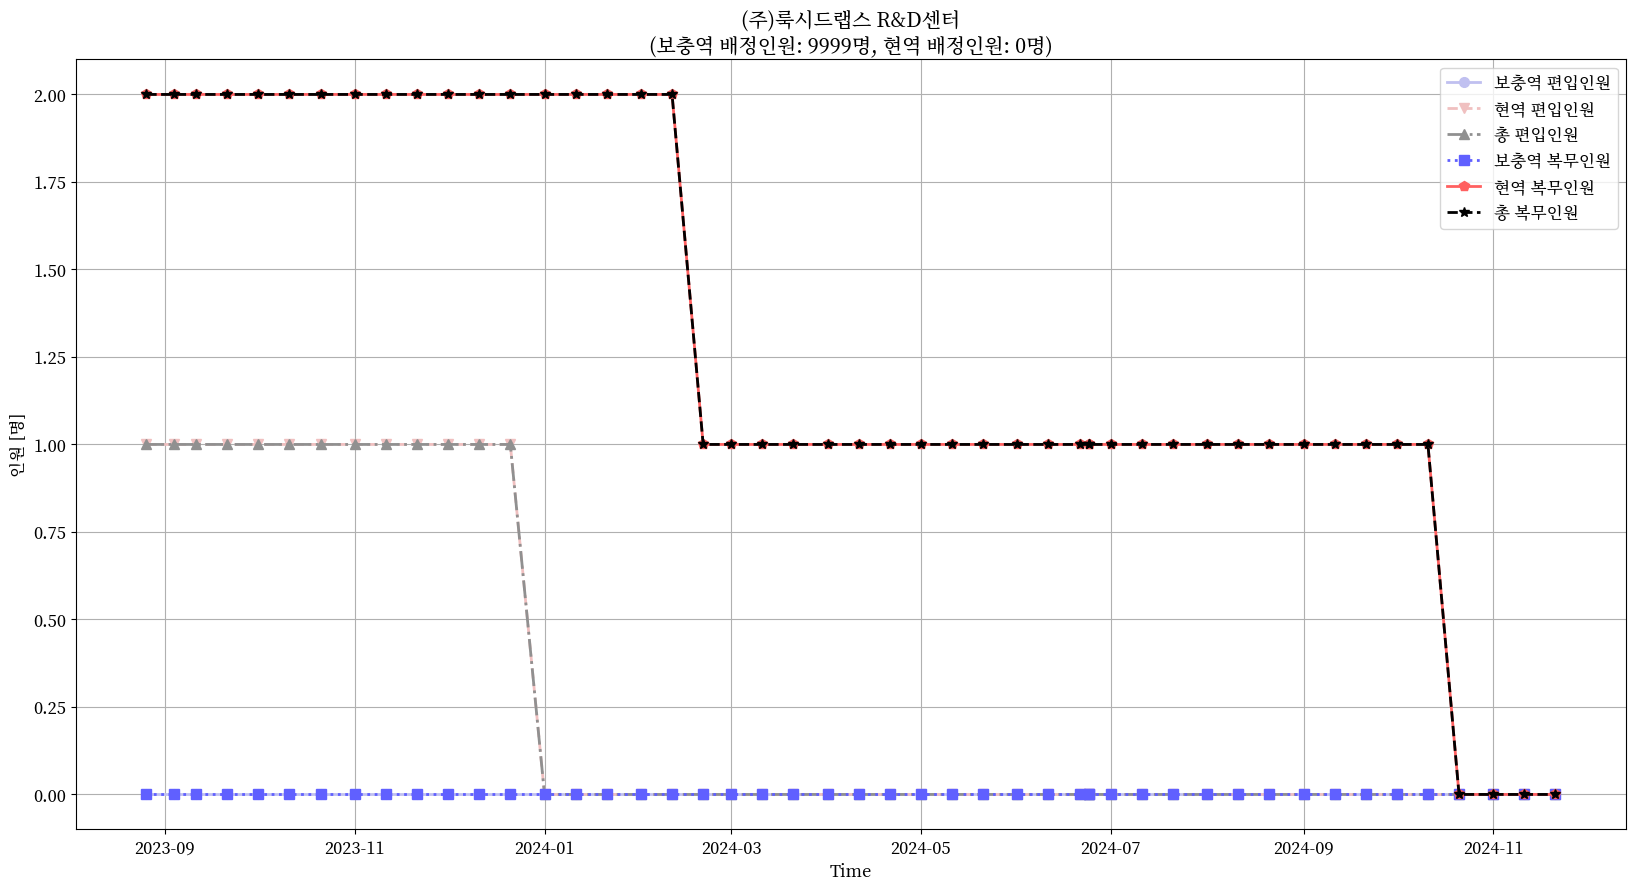 (주)룩시드랩스 R&D센터
(보충역 배정인원: 9999명, 현역 배정인원: 0명)
보충역 편입인원
현역 편입인원
총 편입인원
보충역 복무인원
현역 복무인원
총 복무인원
인원 [명]
2.00
1.75
1.50
1.25
1.00
0.75
0.50
0.25
0.00
2023-09
2023-11
2024-01
2024-03
2024-05
2024-07
2024-09
2024-11
Time